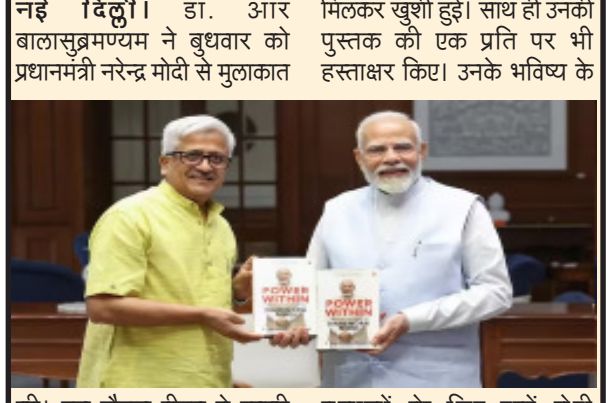 नई दिल्ली। डा. आर
बालासुब्रमण्यम ने बुधवार को
प्रधानमंत्री नरेन्द्र मोदी से मुलाकात
मिलकर खुशी हुई। साथ ही उनकी
पुस्तक की एक प्रति पर भी
हस्ताक्षर किए। उनके भविष्य के
POWER
WITHIN
POWER
WITHIN